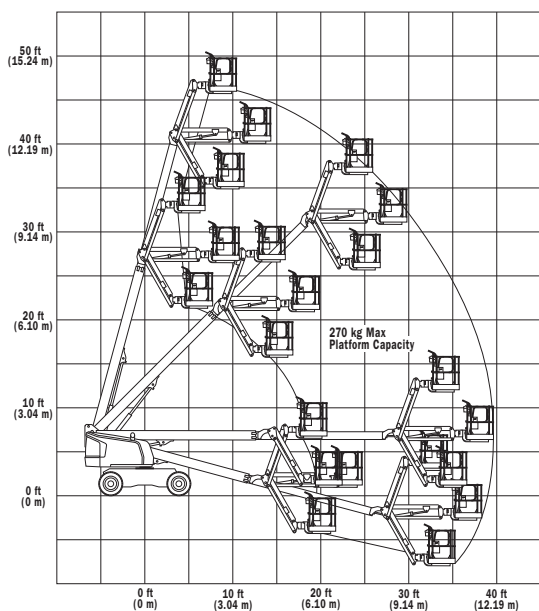 50 ft
(15.24 m)
40 ft
(12.19 m)
30 ft
(9.14 m)
20 ft
(6.10 m)
270 kg Max
Platform Capacity
10 ft
(3.04 m)
0 ft
(0 m)
0 ft
(0 m)
10 ft
(3.04 m)
20 ft
(6.10 m)
30 ft
(9.14 m)
40 ft
(12.19 m)